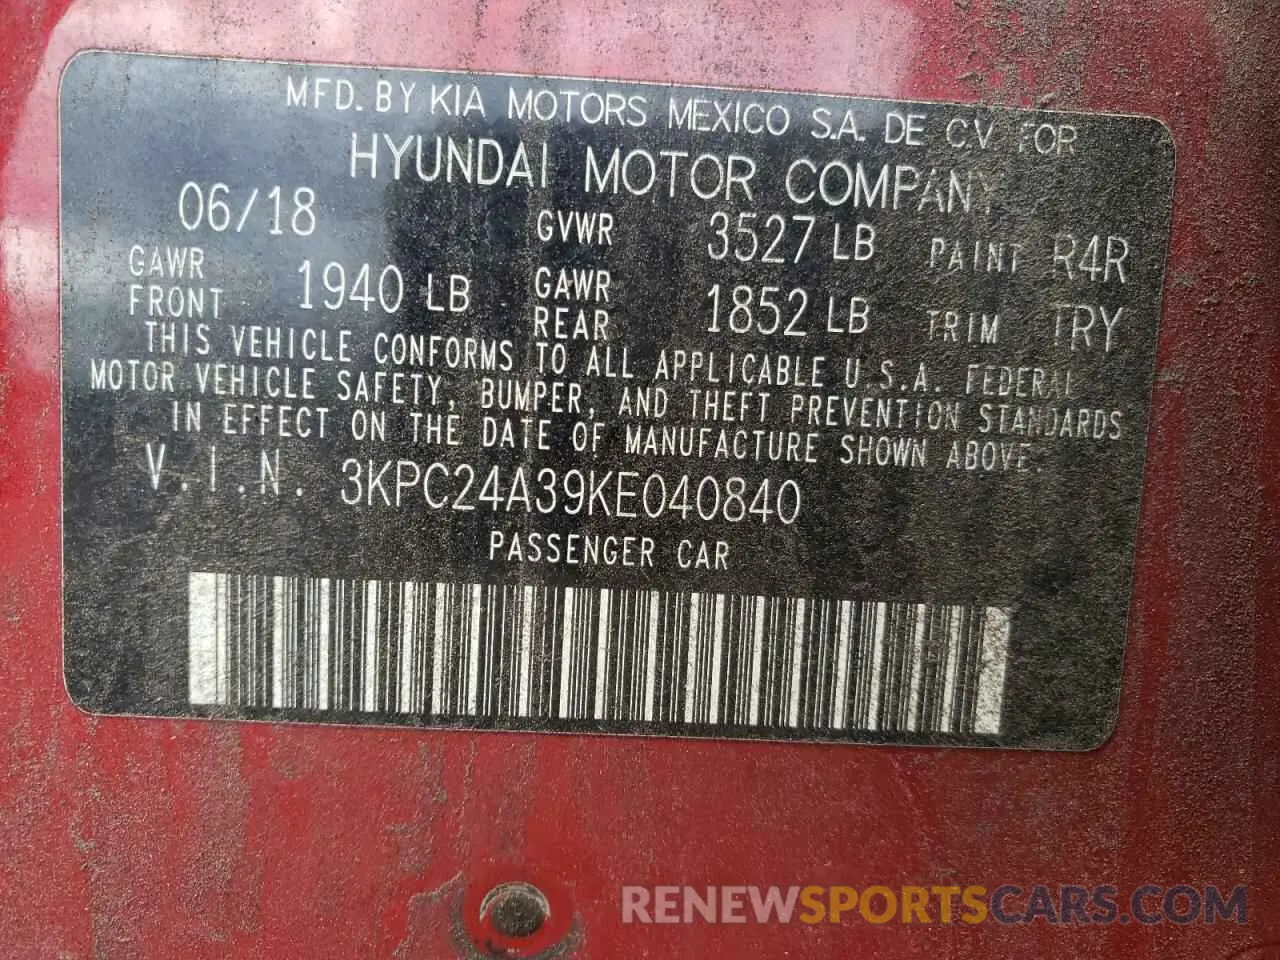 MFD. BY KIA MOTORS MEXICO S.A. DE C.V FOR
HYUNDAI MOTOR COMPANY
06/18 GVWR 3527 LB PAINT R4R
GAWR FRONT 1940 LB GAWR REAR 1852 LB TRIM TRY
THIS VEHICLE CONFORMS TO ALL APPLICABLE U.S.A. FEDERAL
MOTOR VEHICLE SAFETY, BUMPER, AND THEFT PREVENTION STANDARDS
IN EFFECT ON THE DATE OF MANUFACTURE SHOWN ABOVE.
V.I.N. 3KPC24A39KE040840
PASSENGER CAR
RENEWSPORTSCARS.COM